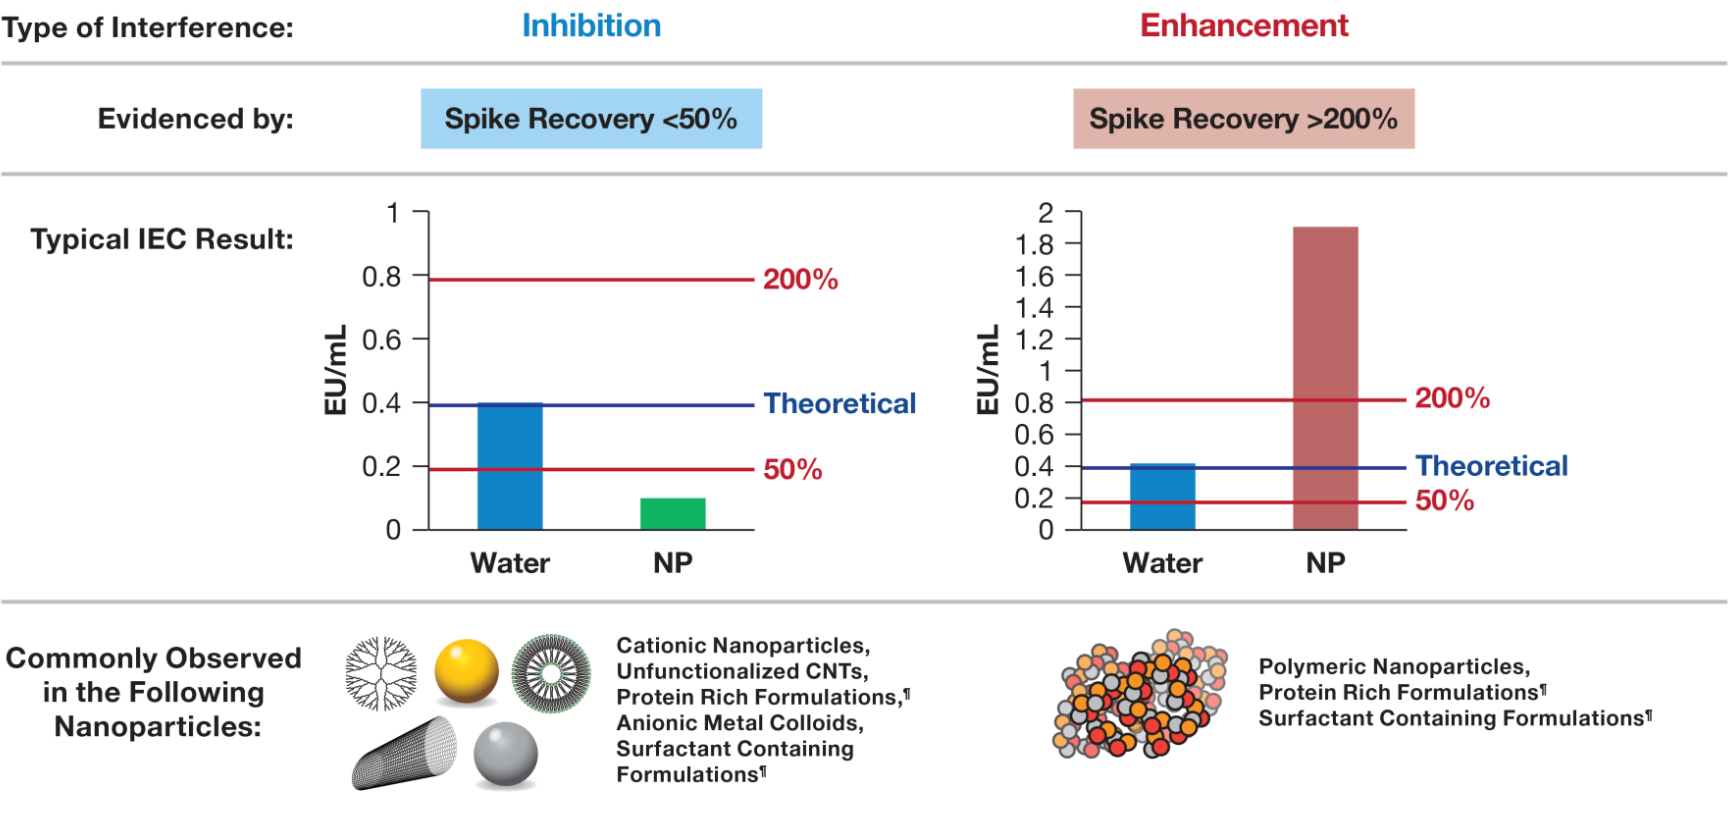 Type of Interference:
Inhibition
Enhancement
Evidenced by:
Spike Recovery <50%
Spike Recovery >200%
Typical IEC Result:
EU/mL
1
0.8
0.6
0.4
0.2
0
200%
Theoretical
50%
Water
NP
EU/mL
2
1.8
1.6
1.4
1.2
1
0.8
0.6
0.4
0.2
0
200%
Theoretical
50%
Water
NP
Commonly Observed
in the Following
Nanoparticles:
Cationic Nanoparticles,
Unfunctionalized CNTs,
Protein Rich Formulations,¶
Anionic Metal Colloids,
Surfactant Containing
Formulations¶
Polymeric Nanoparticles,
Protein Rich Formulations¶
Surfactant Containing Formulations¶